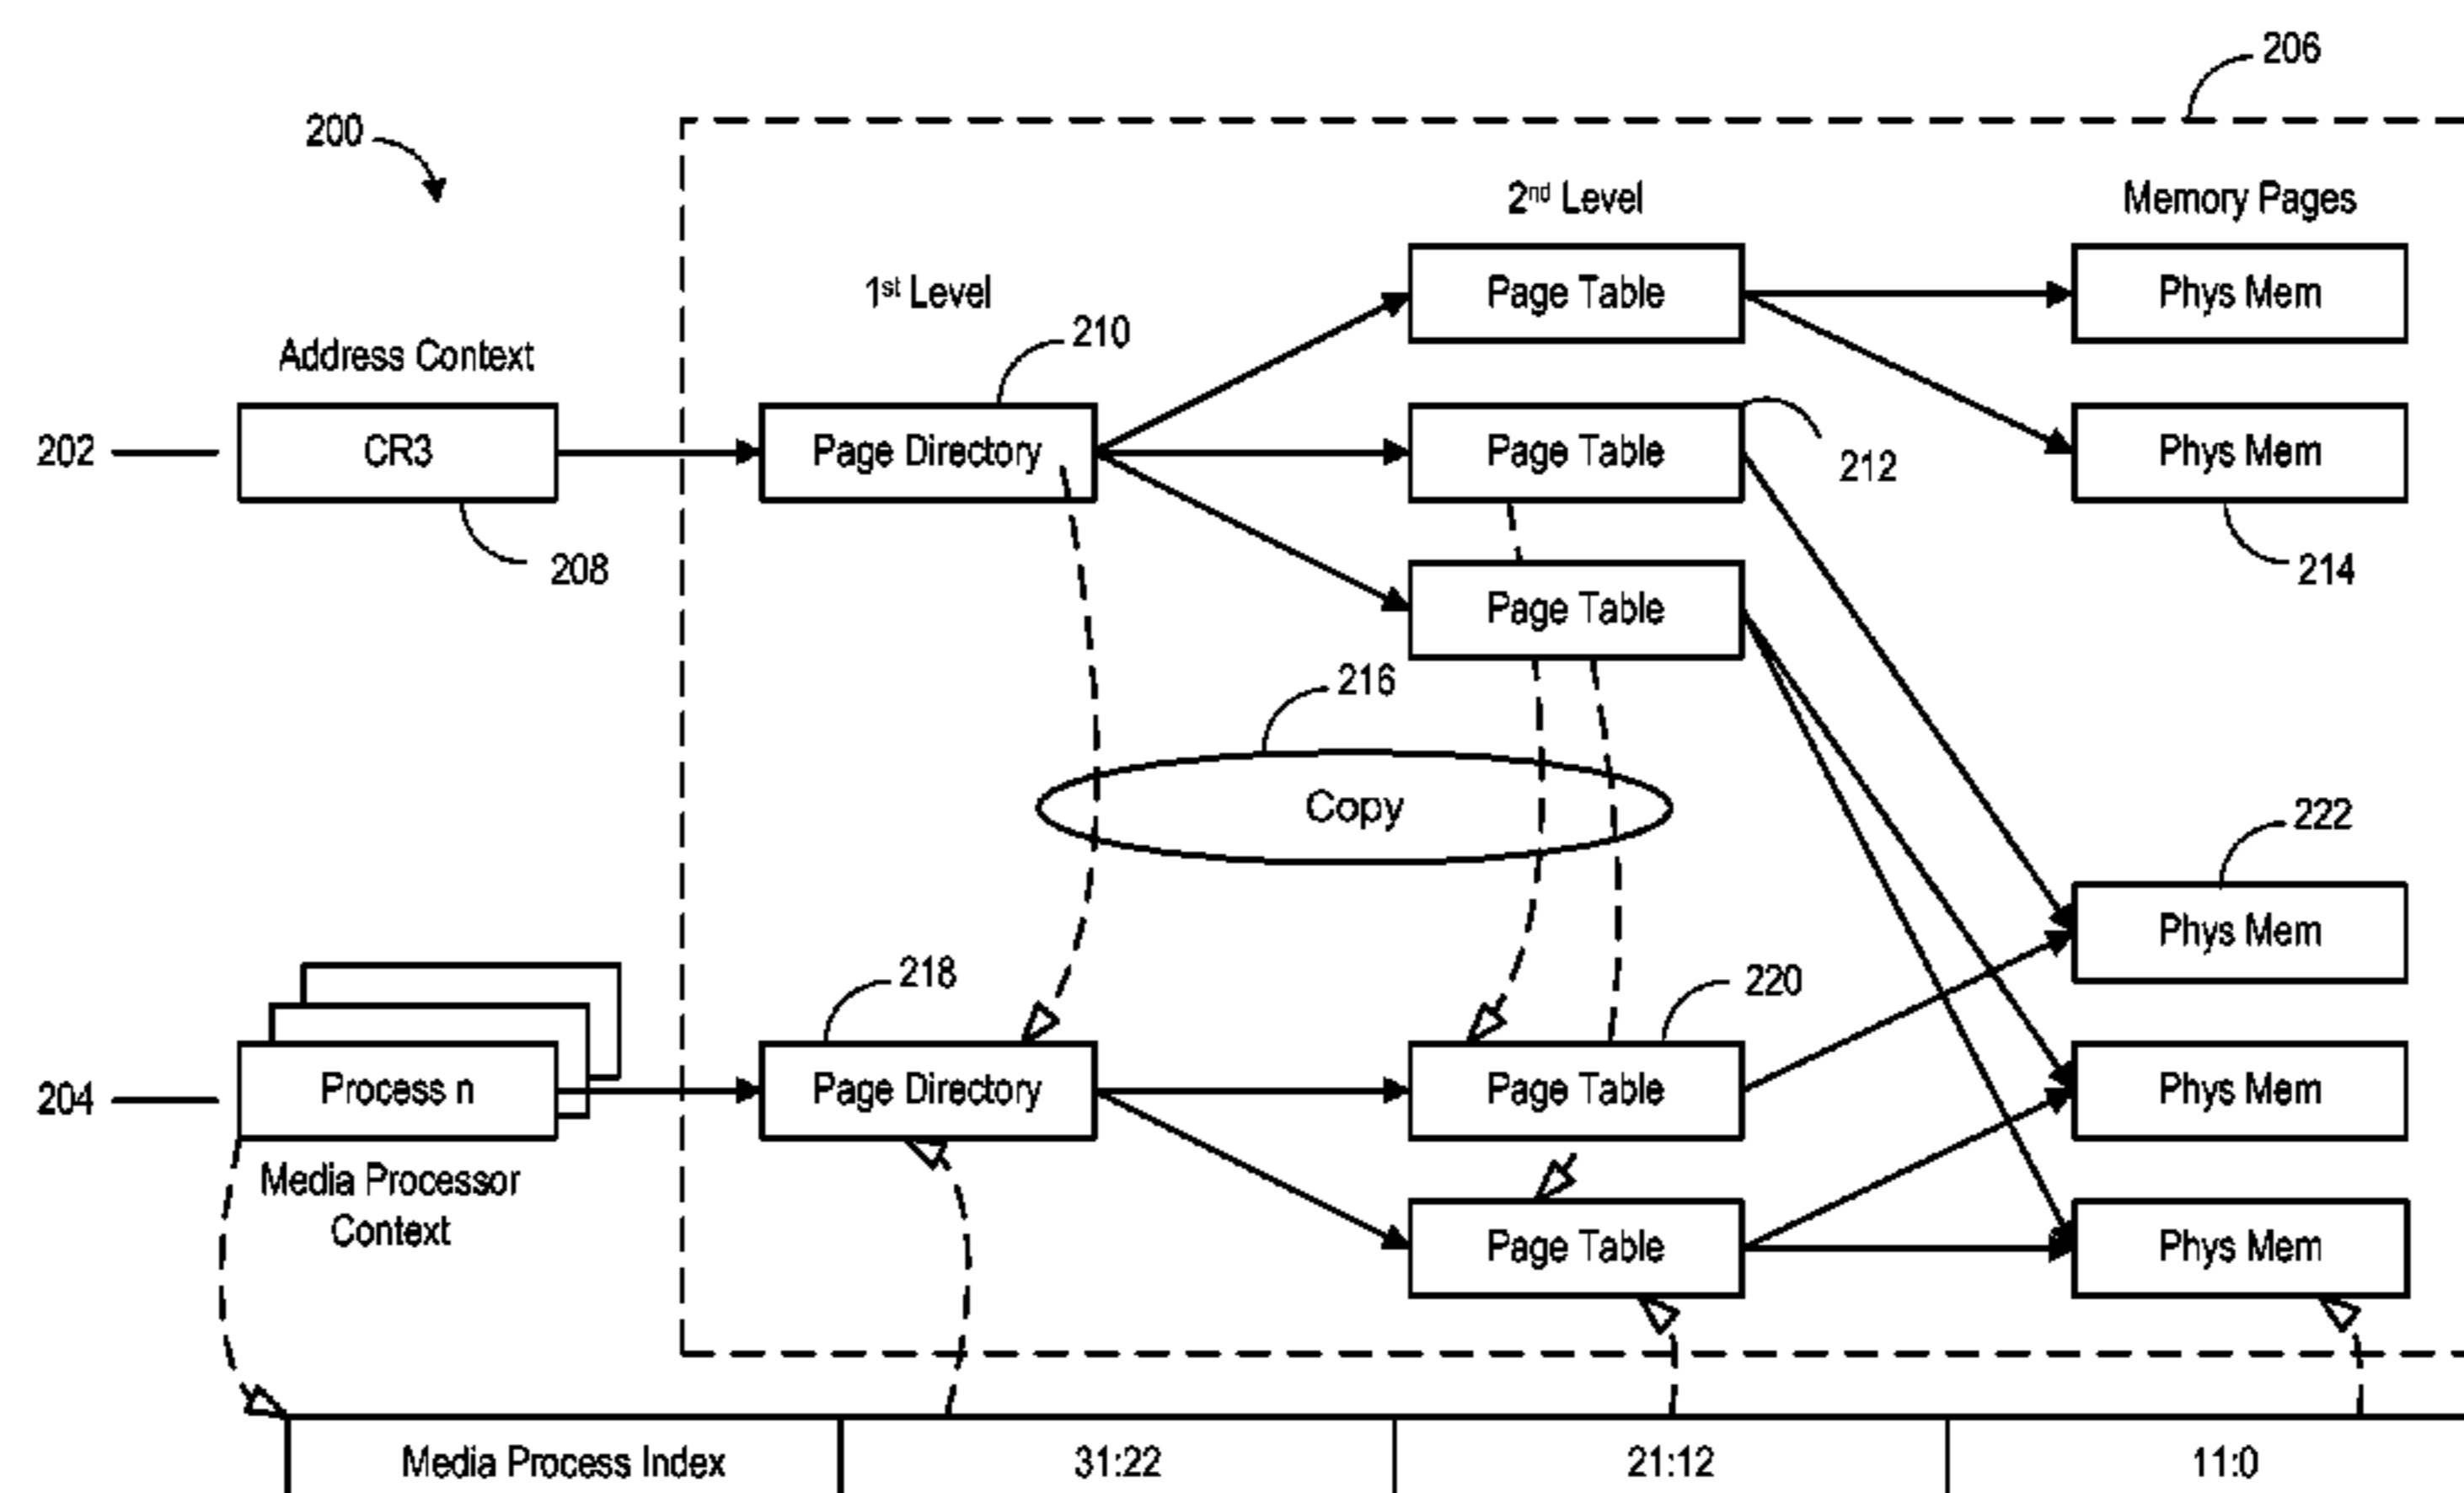 206
200
2nd Level
Memory Pages
Page Table
Phys Mem
1st Level
210
Address Context
202
CR3
Page Directory
Page Table
212
Phys Mem
208
214
Page Table
216
Copy
222
Phys Mem
218
220
204
Process n
Page Directory
Page Table
Phys Mem
Media Processor
Context
Page Table
Phys Mem
Media Process Index
31:22
21:12
11:0